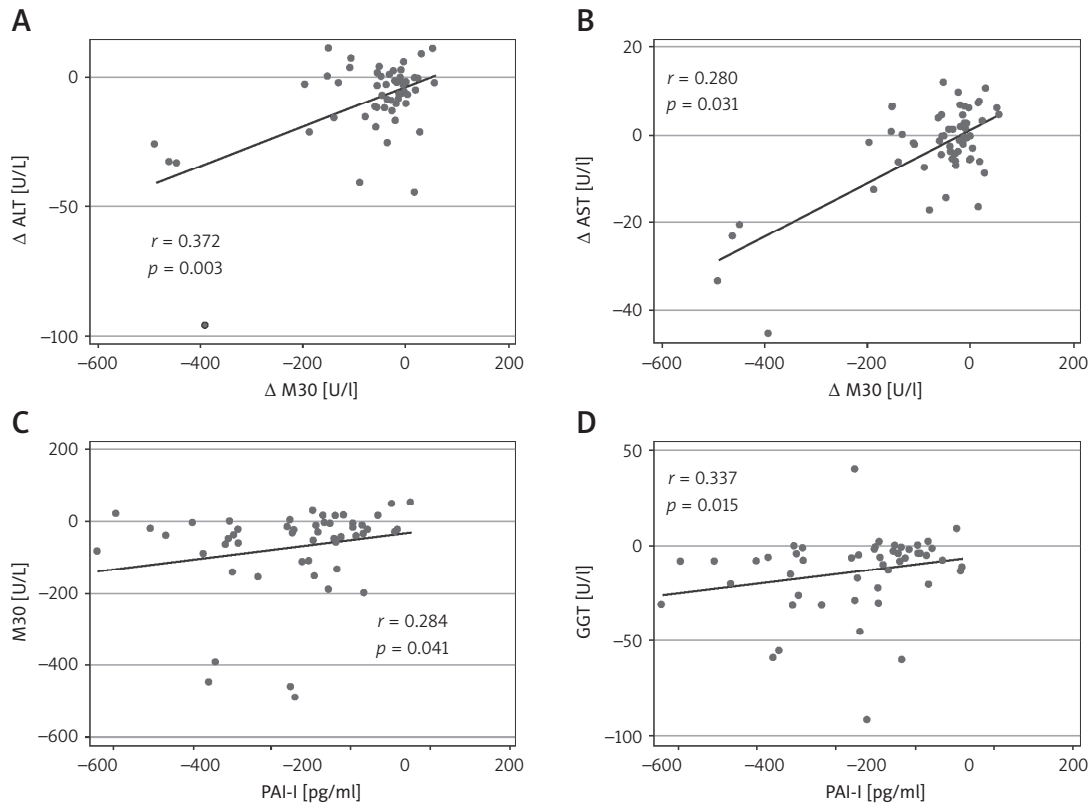 A
0
−50
−100
Δ ALT [U/L]
r = 0.372
p = 0.003
−600 −400 −200 0 200
Δ M30 [U/l]
B
20
0
−20
−40
Δ AST [U/l]
r = 0.280
p = 0.031
−600 −400 −200 0 200
Δ M30 [U/l]
C
200
0
−200
−400
−600
M30 [U/L]
r = 0.284
p = 0.041
−600 −400 −200 0 200
PAI-I [pg/ml]
D
50
0
−50
−100
GGT [U/l]
r = 0.337
p = 0.015
−600 −400 −200 0 200
PAI-I [pg/ml]